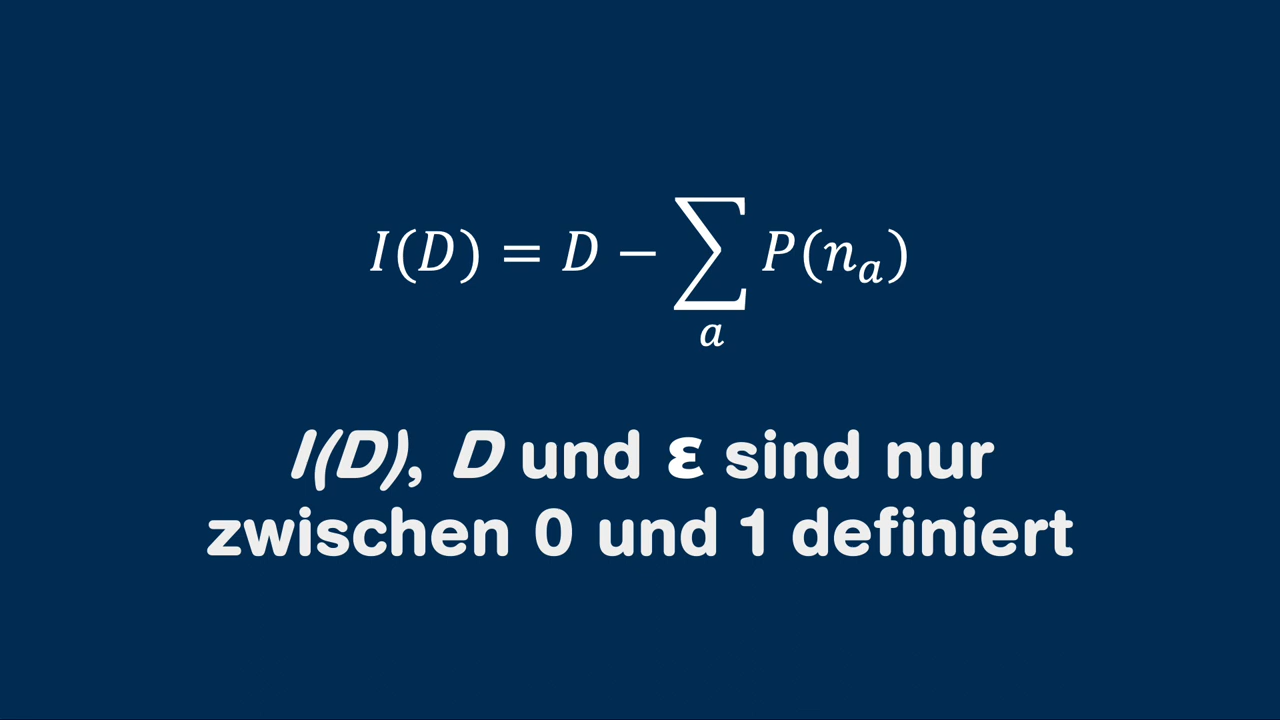 I(D) = D − ∑ P(nₐ)
a
I(D), D und ε sind nur
zwischen 0 und 1 definiert